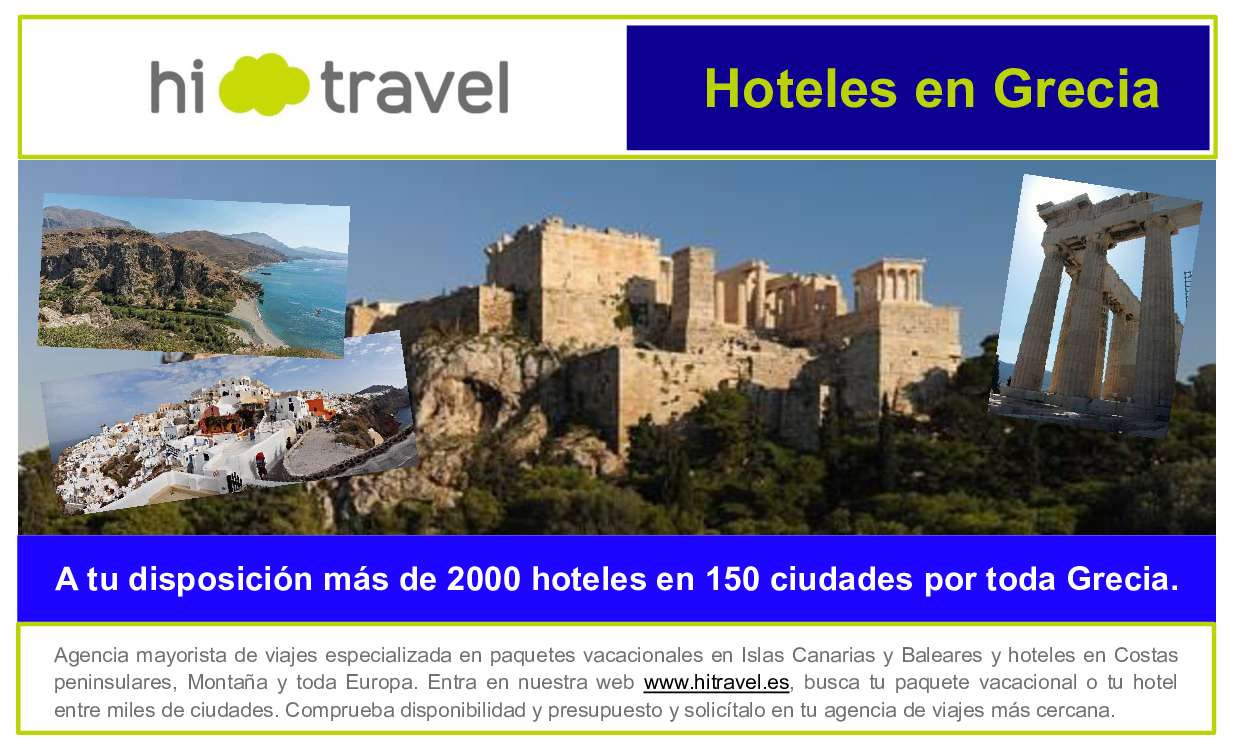 hi travel
Hoteles en Grecia
A tu disposición más de 2000 hoteles en 150 ciudades por toda Grecia.
Agencia mayorista de viajes especializada en paquetes vacacionales en Islas Canarias y Baleares y hoteles en Costas
peninsulares, Montaña y toda Europa. Entra en nuestra web www.hitravel.es, busca tu paquete vacacional o tu hotel
entre miles de ciudades. Comprueba disponibilidad y presupuesto y solicítalo en tu agencia de viajes más cercana.